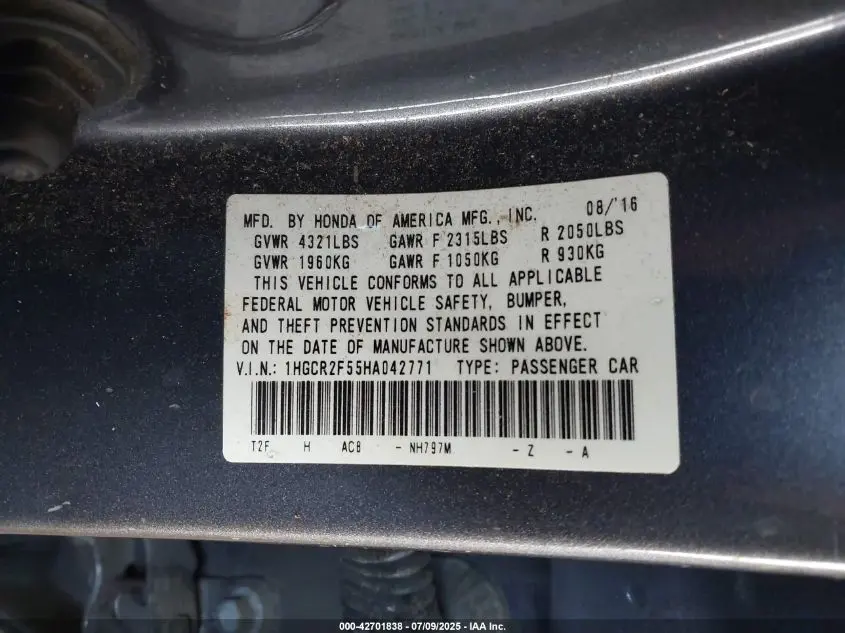 MFD. BY HONDA OF AMERICA MFG., INC. 08/'16
GVWR 4321LBS GAWR F 2315LBS R 2050LBS
GVWR 1960KG GAWR F 1050KG R 930KG
THIS VEHICLE CONFORMS TO ALL APPLICABLE
FEDERAL MOTOR VEHICLE SAFETY, BUMPER,
AND THEFT PREVENTION STANDARDS IN EFFECT
ON THE DATE OF MANUFACTURE SHOWN ABOVE.
V.I.N.: 1HGCR2F55HA042771 TYPE: PASSENGER CAR
T2F H AC8 - NH797M - Z - A
000-42701838 - 07/09/2025 - IAA Inc.